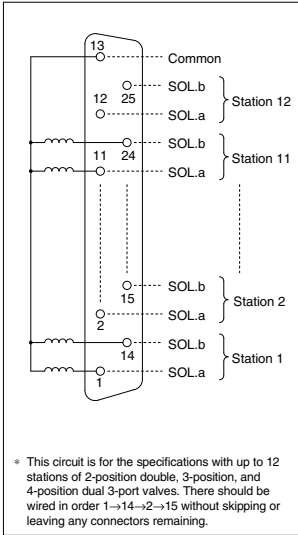 13
Common
25
SOL.b
12
SOL.a
Station 12
24
SOL.b
11
SOL.a
Station 11
15
SOL.b
2
SOL.a
Station 2
14
SOL.b
1
SOL.a
Station 1
* This circuit is for the specifications with up to 12
stations of 2-position double, 3-position, and
4-position dual 3-port valves. There should be
wired in order 1→14→2→15 without skipping or
leaving any connectors remaining.